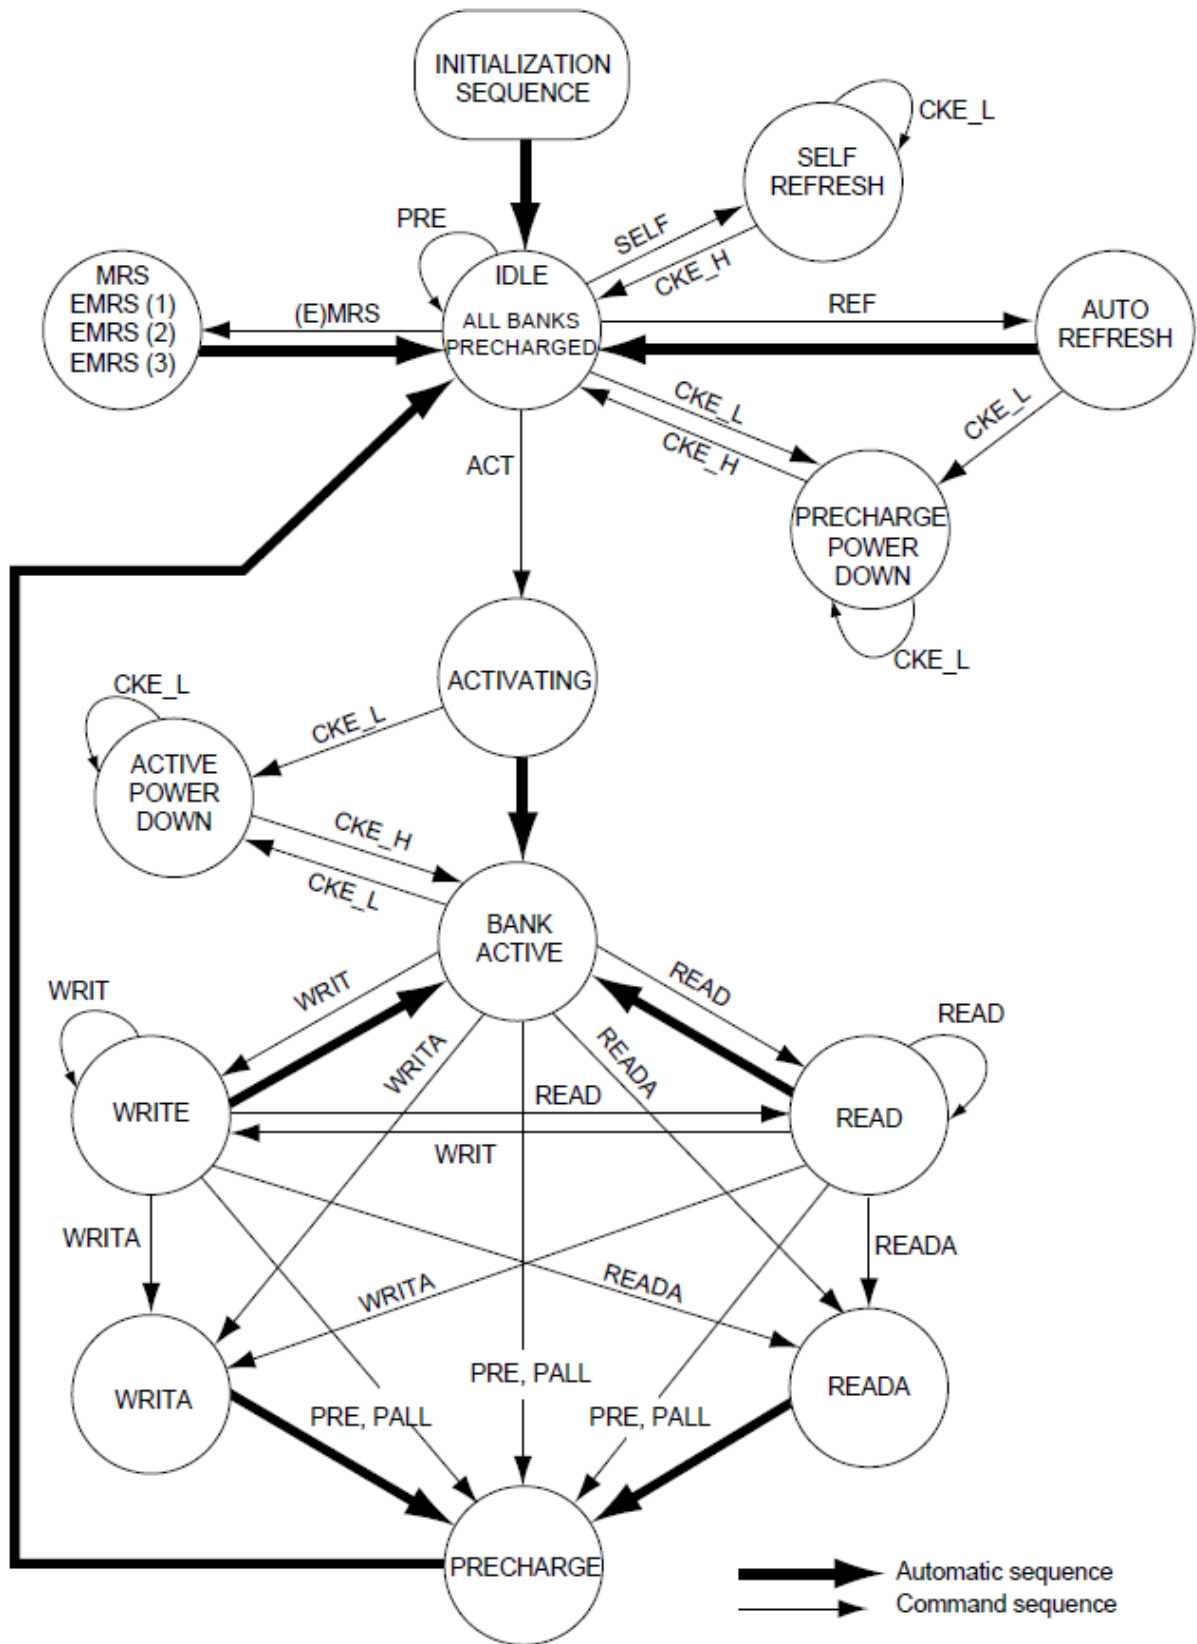 INITIALIZATION
SEQUENCE
CKE_L
SELF
REFRESH
PRE
SELF
CKE_H
MRS
EMRS (1)
EMRS (2)
EMRS (3)
(E)MRS
IDLE
ALL BANKS
PRECHARGED
REF
AUTO
REFRESH
CKE_L
CKE_H
CKE_L
ACT
PRECHARGE
POWER
DOWN
CKE_L
ACTIVATING
CKE_L
CKE_L
ACTIVE
POWER
DOWN
CKE_H
CKE_L
BANK
ACTIVE
WRIT
WRIT
READ
READ
WRITA
READA
WRITE
READ
READ
WRIT
WRITA
READA
WRITA
READA
PRE, PALL
WRITA
READA
PRE, PALL
PRE, PALL
PRECHARGE
Automatic sequence
Command sequence